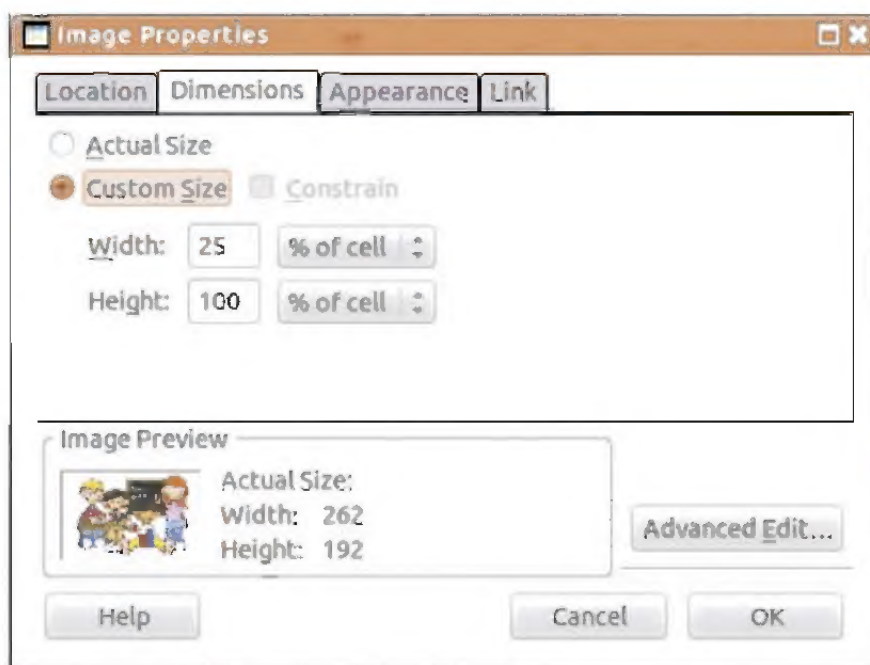 Image Properties
Location Dimensions Appearance Link
Actual Size
Custom Size Constrain
Width: 25 % of cell
Height: 100 % of cell
Image Preview
Actual Size:
Width: 262
Height: 192
Advanced Edit...
Help Cancel OK